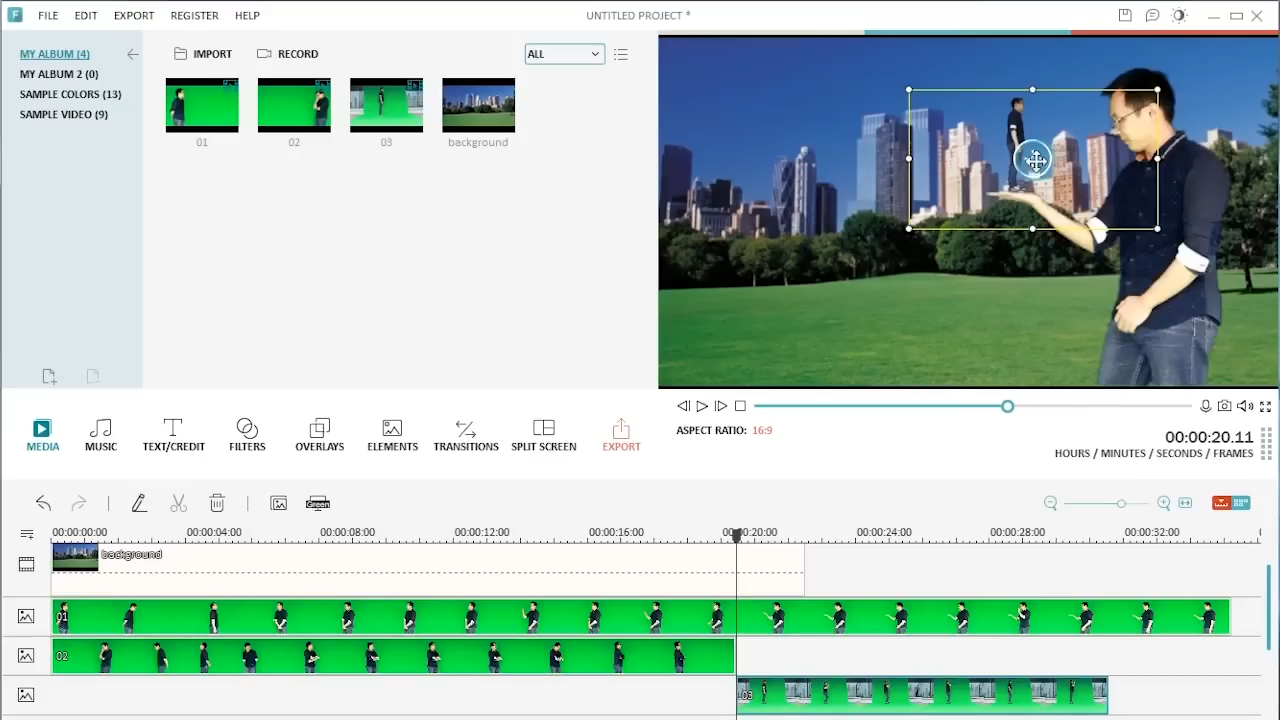 FILE EDIT EXPORT REGISTER HELP UNTITLED PROJECT *
MY ALBUM (4)
MY ALBUM 2 (0)
SAMPLE COLORS (13)
SAMPLE VIDEO (9)
IMPORT RECORD ALL
01 02 03 background
ASPECT RATIO: 16:9
00:00:20.11
HOURS / MINUTES / SECONDS / FRAMES
MEDIA MUSIC TEXT/CREDIT FILTERS OVERLAYS ELEMENTS TRANSITIONS SPLIT SCREEN EXPORT
Green
00:00:00:00 00:00:04:00 00:00:08:00 00:00:12:00 00:00:16:00 00:00:20:00 00:00:24:00 00:00:28:00 00:00:32:00
background
01
02
03